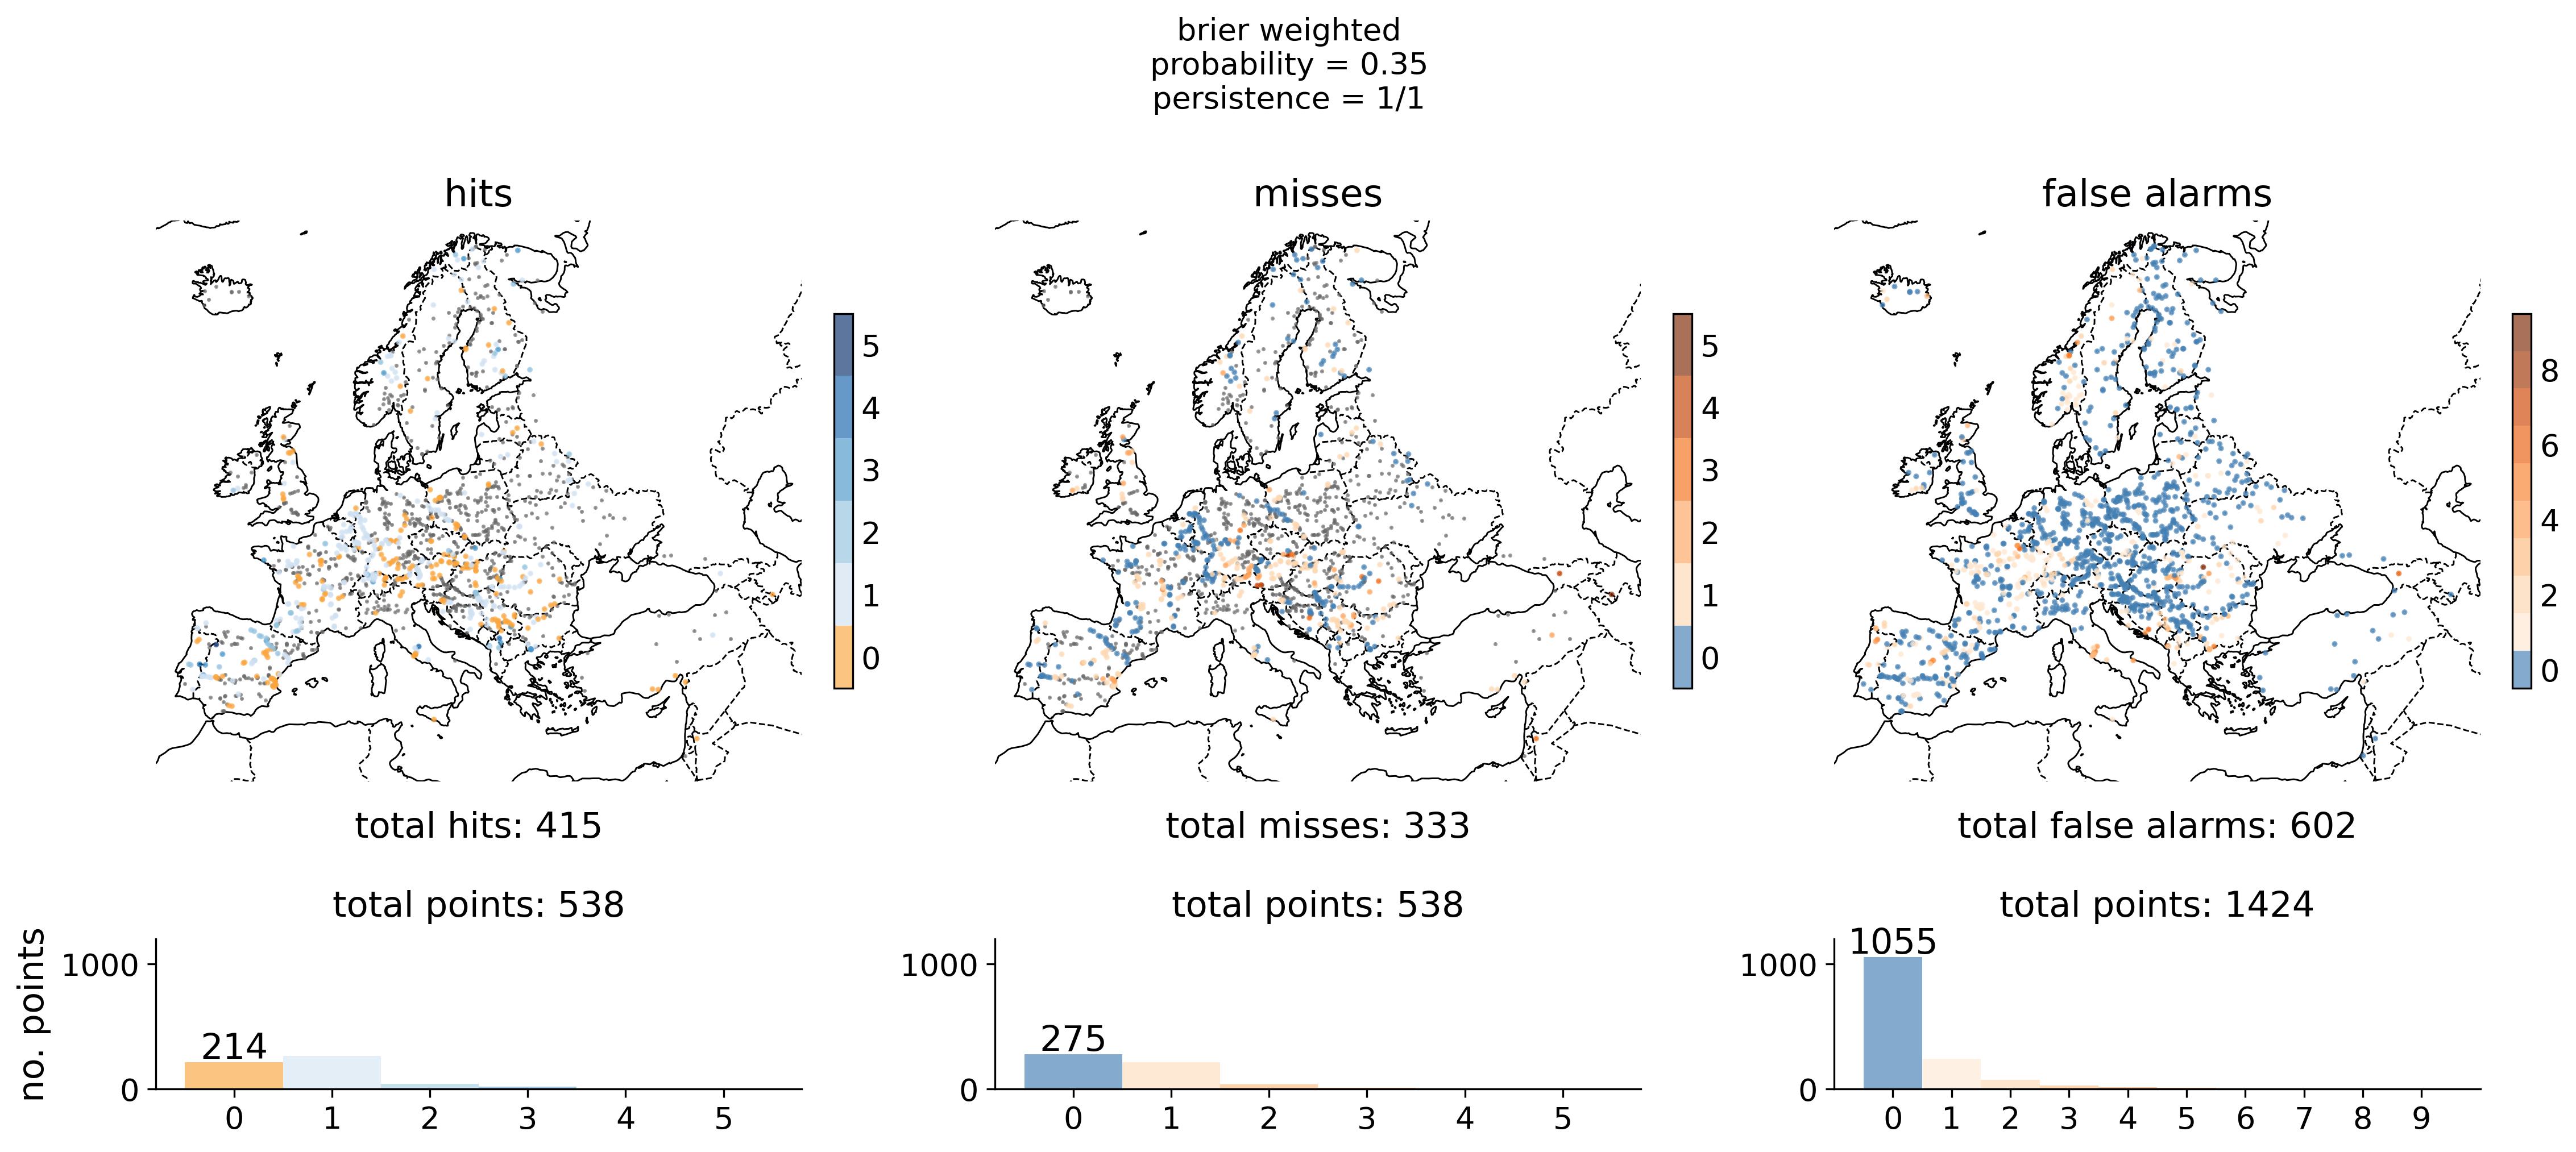 brier weighted
probability = 0.35
persistence = 1/1
hits
misses
false alarms
5
4
3
2
1
0
5
4
3
2
1
0
8
6
4
2
0
total hits: 415
total misses: 333
total false alarms: 602
total points: 538
total points: 538
total points: 1424
no. points
1000
0
214
0 1 2 3 4 5
1000
0
275
0 1 2 3 4 5
1000
0
1055
0 1 2 3 4 5 6 7 8 9